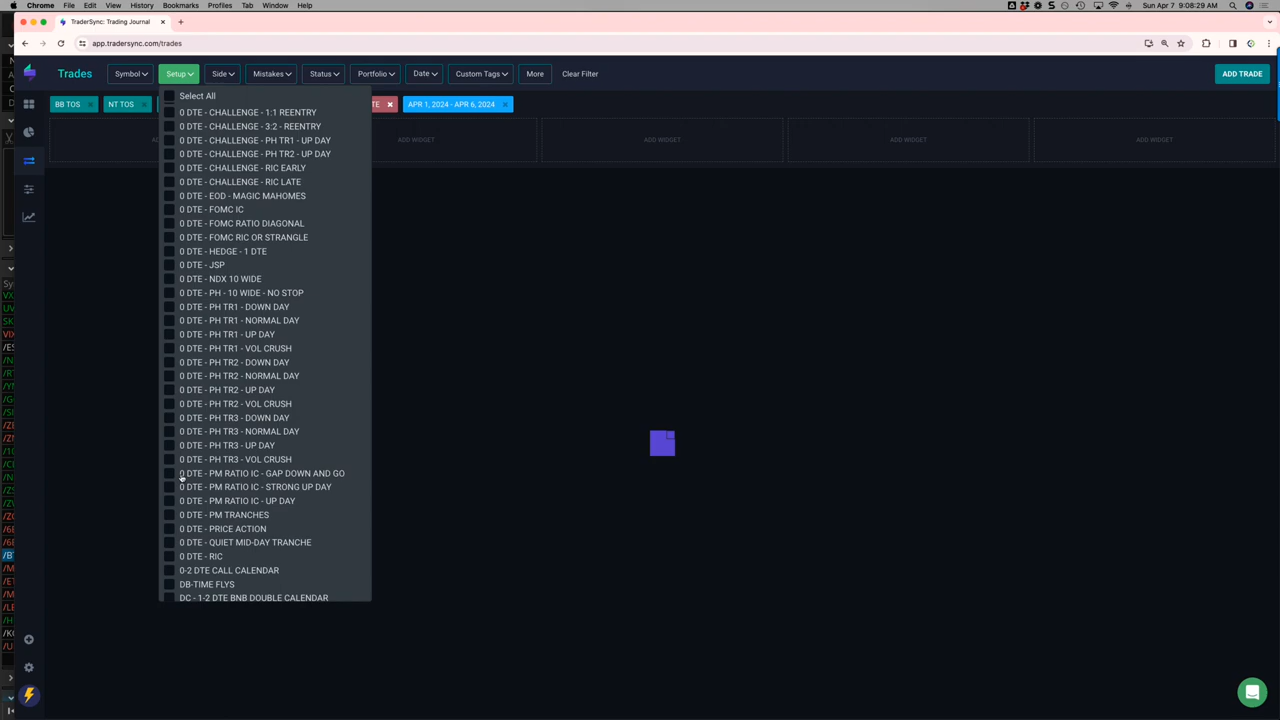 Chrome File Edit View History Bookmarks Profiles Tab Window Help Sun Apr 7 9:08:29 AM
TraderSync: Trading Journal
app.tradersync.com/trades
Trades Symbol Setup Side Mistakes Status Portfolio Date Custom Tags More Clear Filter ADD TRADE
BB TOS NT TOS TE APR 1, 2024 - APR 6, 2024
Select All
ADD WIDGET ADD WIDGET ADD WIDGET
0 DTE - CHALLENGE - 1:1 REENTRY
0 DTE - CHALLENGE - 3:2 - REENTRY
0 DTE - CHALLENGE - PH TR1 - UP DAY
0 DTE - CHALLENGE - PH TR2 - UP DAY
0 DTE - CHALLENGE - RIC EARLY
0 DTE - CHALLENGE - RIC LATE
0 DTE - EOD - MAGIC MAHOMES
0 DTE - FOMC IC
0 DTE - FOMC RATIO DIAGONAL
0 DTE - FOMC RIC OR STRANGLE
0 DTE - HEDGE - 1 DTE
0 DTE - JSP
0 DTE - NDX 10 WIDE
0 DTE - PH - 10 WIDE - NO STOP
0 DTE - PH TR1 - DOWN DAY
0 DTE - PH TR1 - NORMAL DAY
0 DTE - PH TR1 - UP DAY
0 DTE - PH TR1 - VOL CRUSH
0 DTE - PH TR2 - DOWN DAY
0 DTE - PH TR2 - NORMAL DAY
0 DTE - PH TR2 - UP DAY
0 DTE - PH TR2 - VOL CRUSH
0 DTE - PH TR3 - DOWN DAY
0 DTE - PH TR3 - NORMAL DAY
0 DTE - PH TR3 - UP DAY
0 DTE - PH TR3 - VOL CRUSH
0 DTE - PM RATIO IC - GAP DOWN AND GO
0 DTE - PM RATIO IC - STRONG UP DAY
0 DTE - PM RATIO IC - UP DAY
0 DTE - PM TRANCHES
0 DTE - PRICE ACTION
0 DTE - QUIET MID-DAY TRANCHE
0 DTE - RIC
0-2 DTE CALL CALENDAR
DB-TIME FLYS
DC - 1-2 DTE BNB DOUBLE CALENDAR